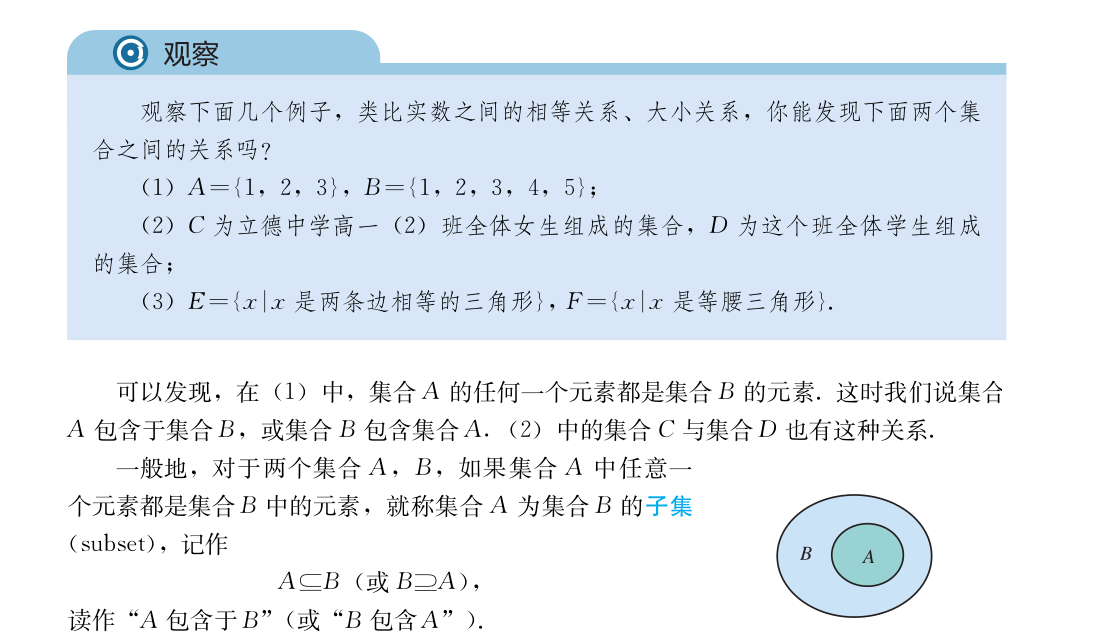 观察
观察下面几个例子，类比实数之间的相等关系、大小关系，你能发现下面两个集
合之间的关系吗？
（1）A={1，2，3}，B={1，2，3，4，5}；
（2）C 为立德中学高一（2）班全体女生组成的集合，D 为这个班全体学生组成
的集合；
（3）E={x|x 是两条边相等的三角形}，F={x|x 是等腰三角形}.
可以发现，在（1）中，集合 A 的任何一个元素都是集合 B 的元素. 这时我们说集合
A 包含于集合 B，或集合 B 包含集合 A.（2）中的集合 C 与集合 D 也有这种关系.
一般地，对于两个集合 A，B，如果集合 A 中任意一
个元素都是集合 B 中的元素，就称集合 A 为集合 B 的子集
（subset），记作
A⊆B（或 B⊇A），
读作“A 包含于 B”（或“B 包含 A”）.
B
A